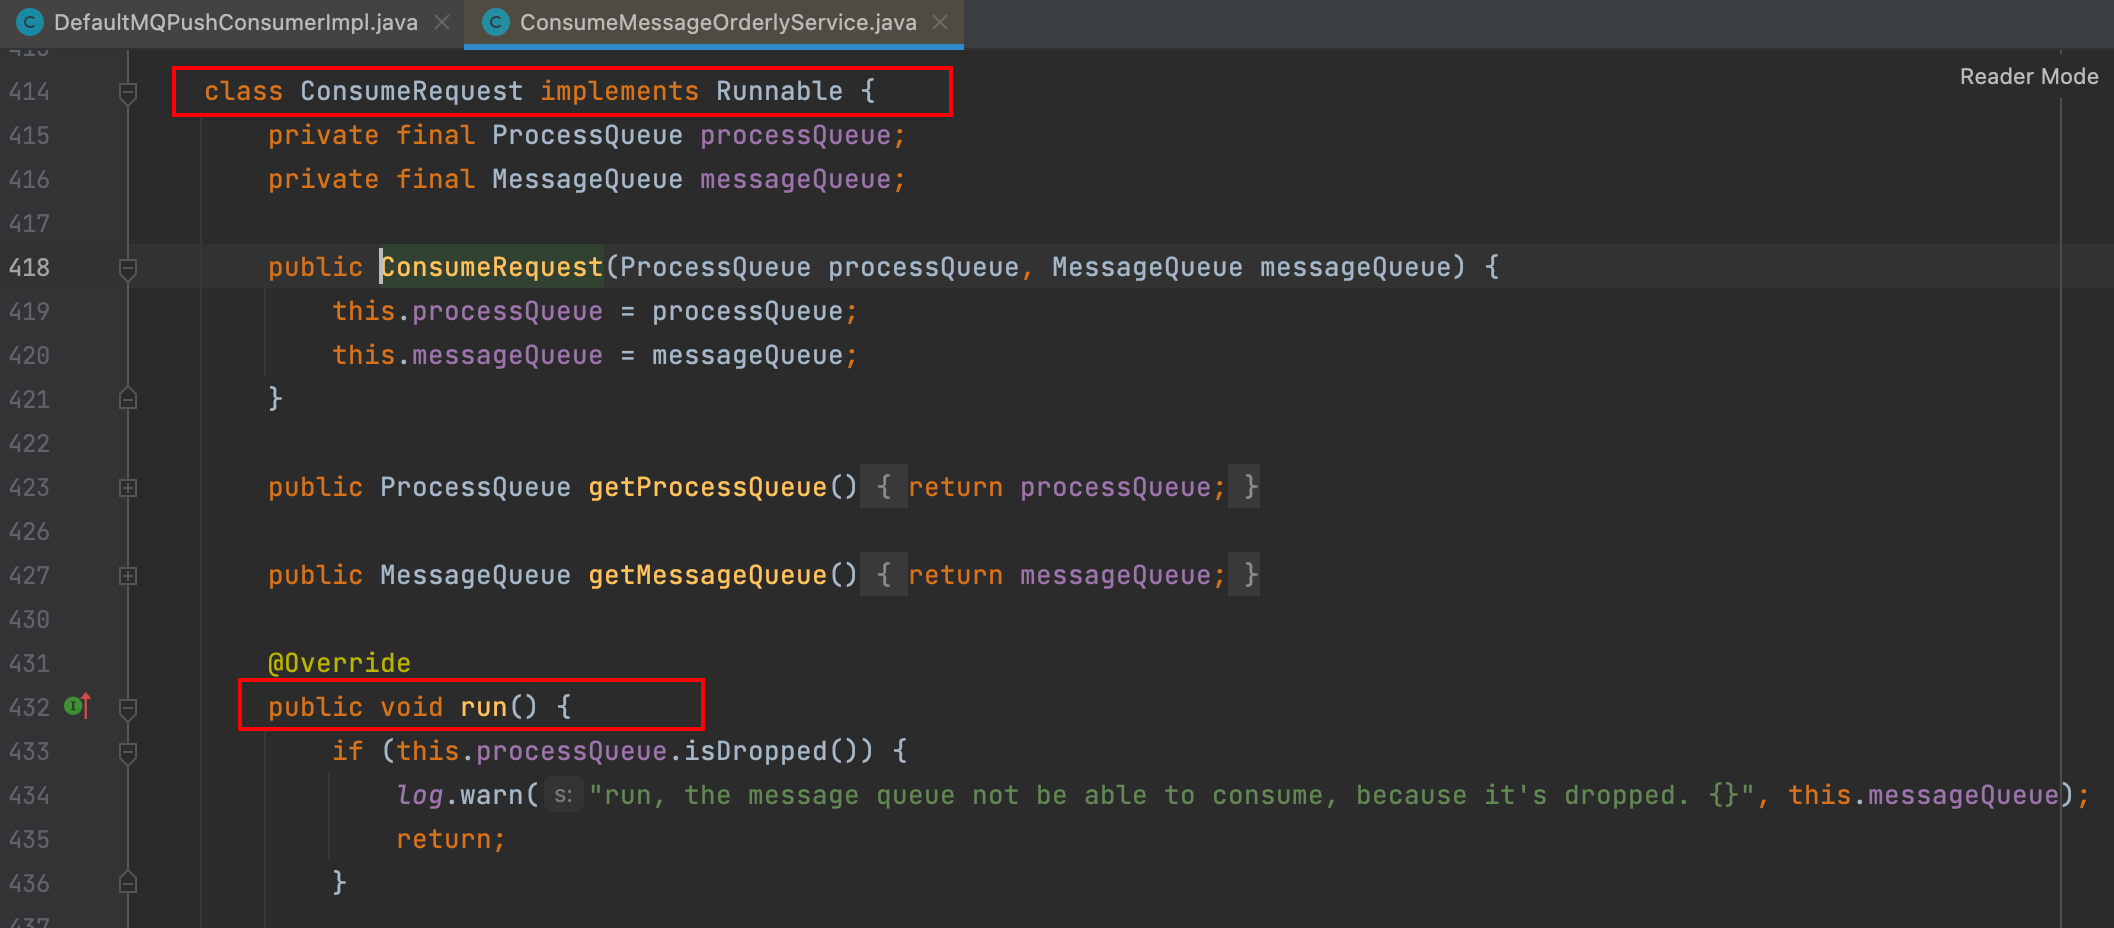 DefaultMQPushConsumerImpl.java ConsumeMessageOrderlyService.java
Reader Mode
414 class ConsumeRequest implements Runnable {
415 private final ProcessQueue processQueue;
416 private final MessageQueue messageQueue;
417
418 public ConsumeRequest(ProcessQueue processQueue, MessageQueue messageQueue) {
419 this.processQueue = processQueue;
420 this.messageQueue = messageQueue;
421 }
422
423 public ProcessQueue getProcessQueue() { return processQueue; }
426
427 public MessageQueue getMessageQueue() { return messageQueue; }
430
431 @Override
432 public void run() {
433 if (this.processQueue.isDropped()) {
434 log.warn( s: "run, the message queue not be able to consume, because it's dropped. {}", this.messageQueue);
435 return;
436 }
437